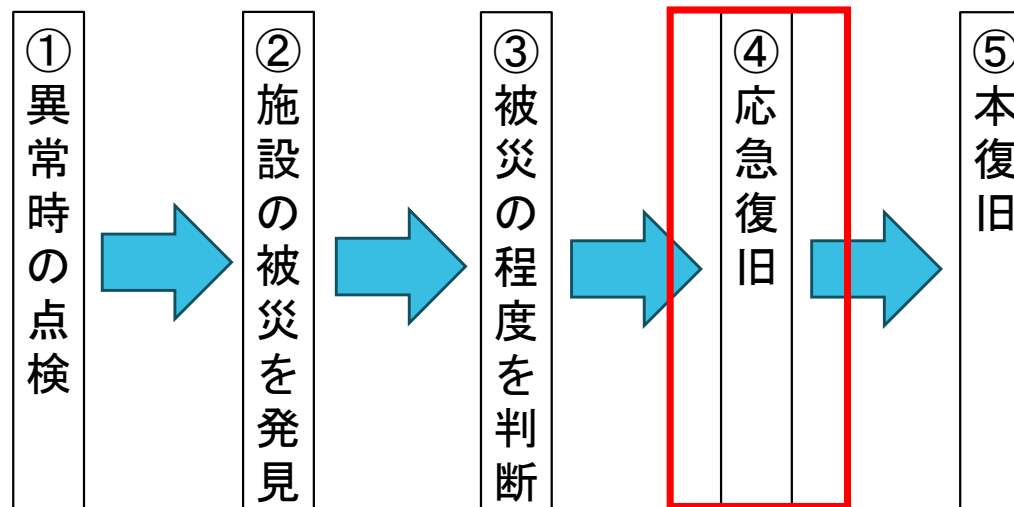 ①異常時の点検
②施設の被災を発見
③被災の程度を判断
④応急復旧
⑤本復旧